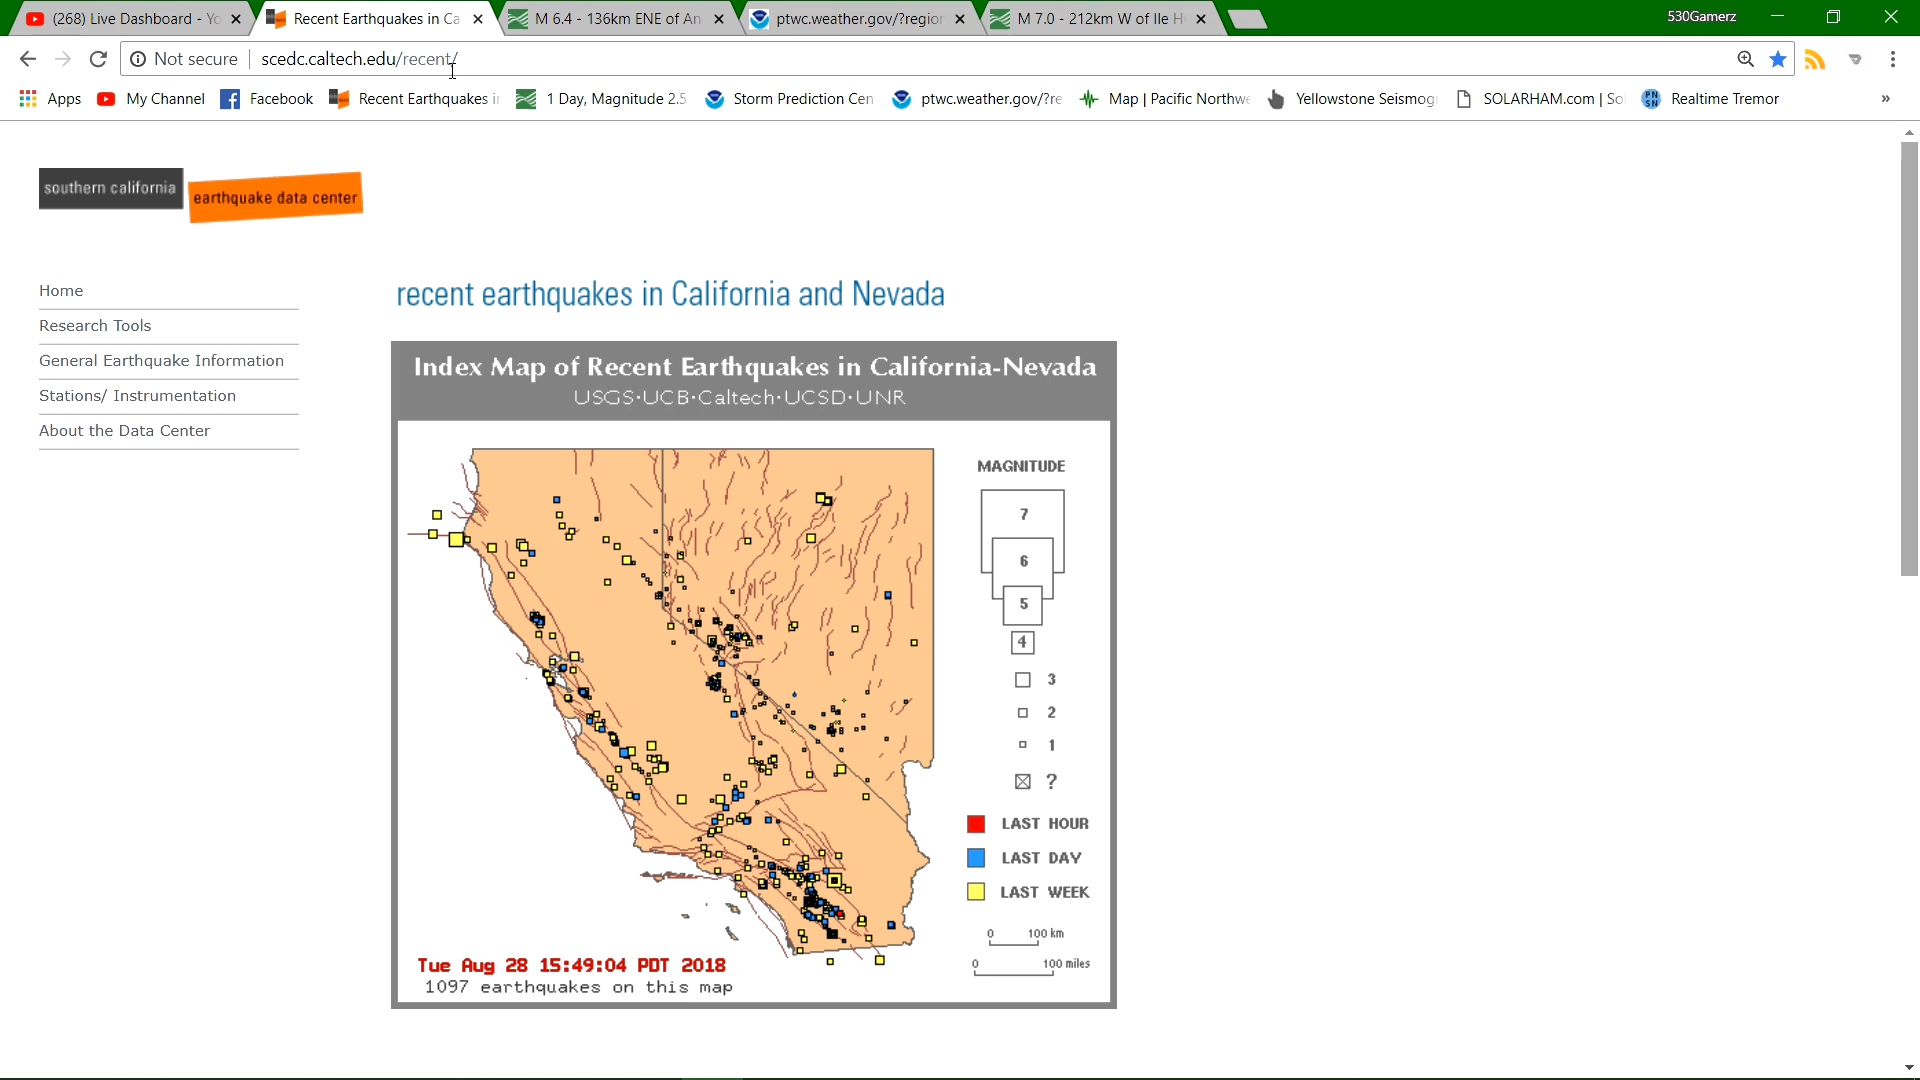 (268) Live Dashboard - Yo
Recent Earthquakes in Ca
M 6.4 - 136km ENE of An
ptwc.weather.gov/?region
M 7.0 - 212km W of Ile H
530Gamerz
Not secure
scedc.caltech.edu/recent/
Apps
My Channel
Facebook
Recent Earthquakes i
1 Day, Magnitude 2.5
Storm Prediction Cen
ptwc.weather.gov/?re
Map | Pacific Northw
Yellowstone Seismog
SOLARHAM.com | So
PN SN
Realtime Tremor
»
southern california
earthquake data center
Home
Research Tools
General Earthquake Information
Stations/ Instrumentation
About the Data Center
recent earthquakes in California and Nevada
Index Map of Recent Earthquakes in California-Nevada
USGS·UCB·Caltech·UCSD·UNR
MAGNITUDE
7
6
5
4
3
2
1
?
LAST HOUR
LAST DAY
LAST WEEK
0 100 km
0 100 miles
Tue Aug 28 15:49:04 PDT 2018
1097 earthquakes on this map